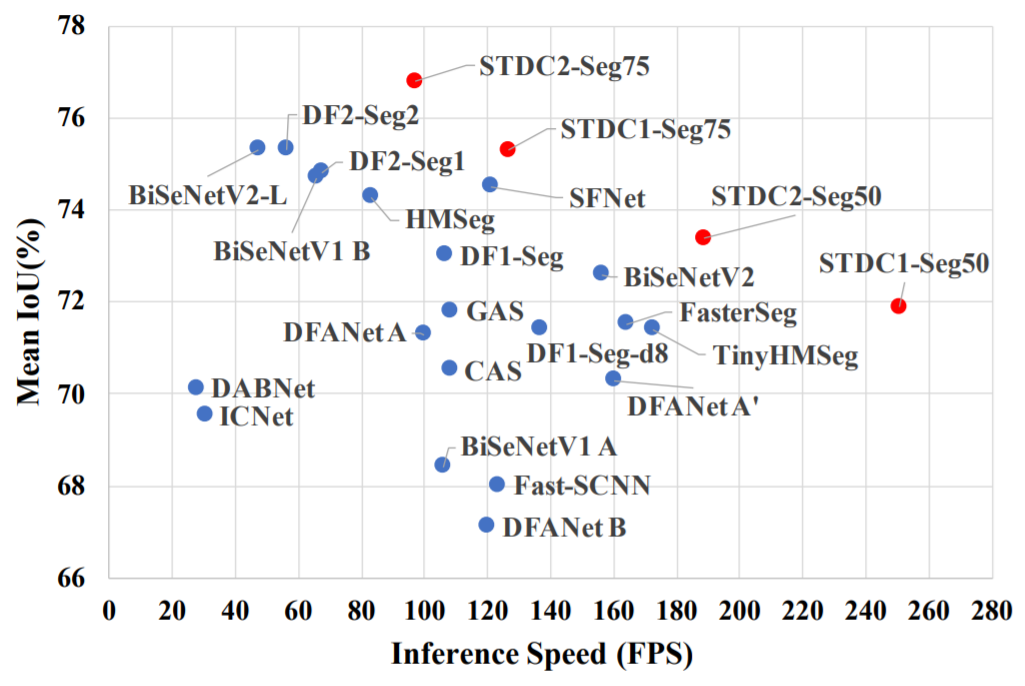 78
STDC2-Seg75
76
DF2-Seg2
STDC1-Seg75
DF2-Seg1
BiSeNetV2-L
SFNet
STDC2-Seg50
74
HMSeg
BiSeNetV1 B
DF1-Seg
STDC1-Seg50
BiSeNetV2
72
GAS
FasterSeg
DFANet A
DF1-Seg-d8
TinyHMSeg
CAS
70
DABNet
DFANet A'
ICNet
BiSeNetV1 A
68
Fast-SCNN
DFANet B
66
0 20 40 60 80 100 120 140 160 180 200 220 240 260 280
Inference Speed (FPS)
Mean IoU(%)